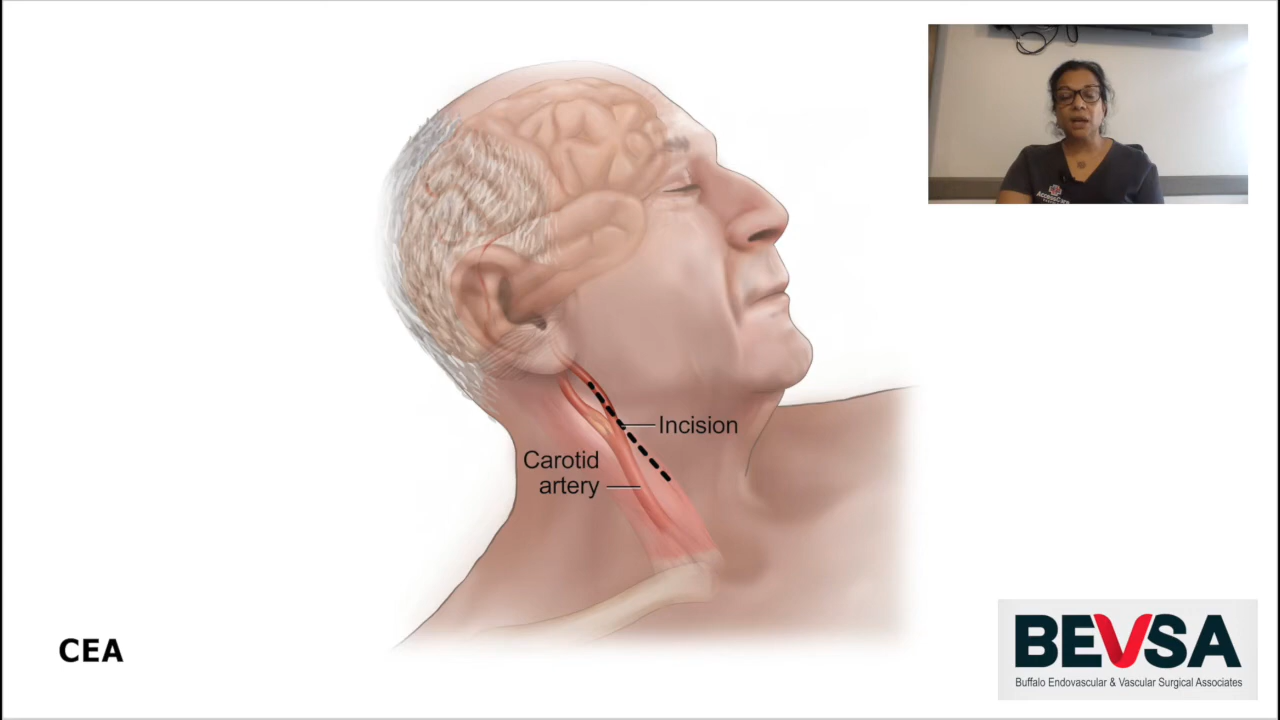 Incision
Carotid
artery
CEA
BEVSA
Buffalo Endovascular & Vascular Surgical Associates